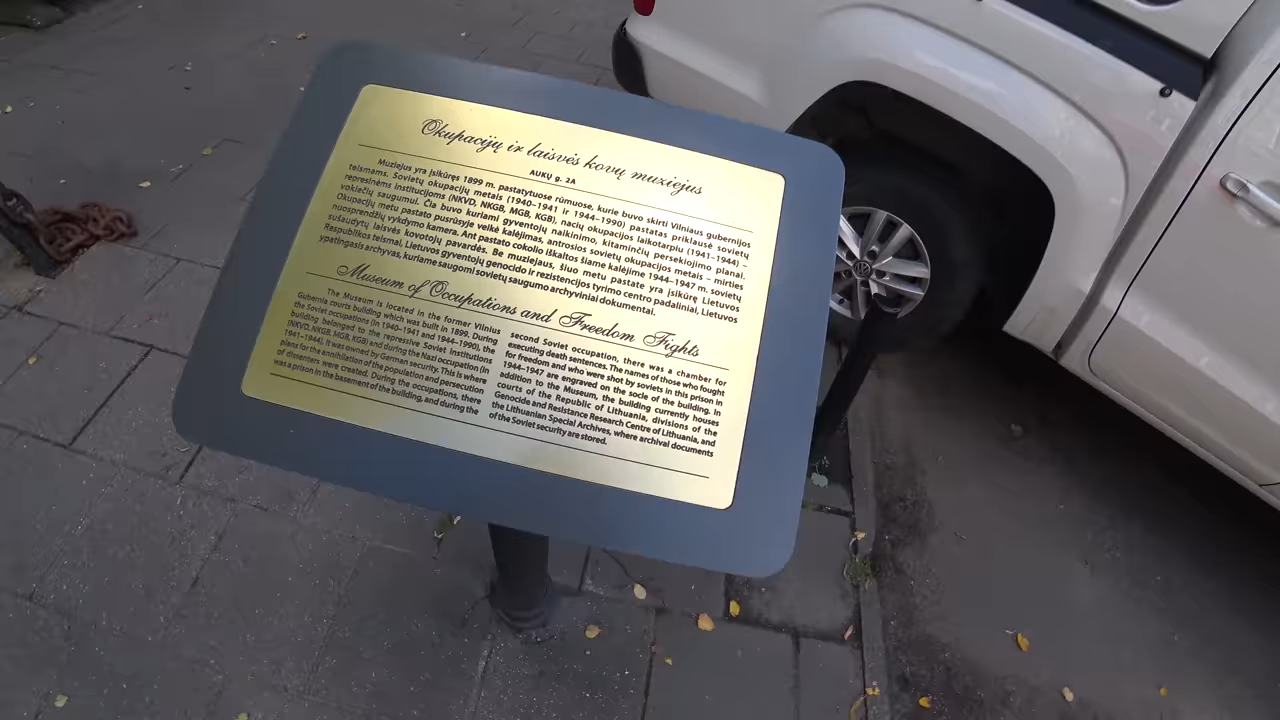 Okupacijų ir laisvės kovų muziejus
AUKŲ g. 2A
Muziejus yra įsikūręs 1899 m. pastatytuose rūmuose, kurie buvo skirti Vilniaus gubernijos
teismams. Sovietų okupacijų metais (1940–1941 ir 1944–1990) pastatas priklausė sovietų
represinėms institucijoms (NKVD, NKGB, MGB, KGB), nacių okupacijos laikotarpiu (1941–1944) –
vokiečių saugumui. Čia buvo kuriami gyventojų naikinimo, kitaminčių persekiojimo planai.
Okupacijų metu pastato pusrūsyje veikė kalėjimas, antrosios sovietų okupacijos metais – mirties
nuosprendžių vykdymo kamera. Ant pastato cokolio iškaltos šiame kalėjime 1944–1947 m. sovietų
sušaudytų laisvės kovotojų pavardės. Be muziejaus, šiuo metu pastate yra įsikūrę Lietuvos
Respublikos teismai, Lietuvos gyventojų genocido ir rezistencijos tyrimo centro padaliniai, Lietuvos
ypatingasis archyvas, kuriame saugomi sovietų saugumo archyviniai dokumentai.
Museum of Occupations and Freedom Fights
The Museum is located in the former Vilnius
Gubernia courts building which was built in 1899. During
the Soviet occupations (in 1940–1941 and 1944–1990), the
building belonged to the repressive Soviet institutions
(NKVD, NKGB, MGB, KGB) and during the Nazi occupation (in
1941–1944), it was owned by German security. This is where
plans for the annihilation of the population and persecution
of dissenters were created. During the occupations, there
was a prison in the basement of the building, and during the
second Soviet occupation, there was a chamber for
executing death sentences. The names of those who fought
for freedom and who were shot by soviets in this prison in
1944–1947 are engraved on the socle of the building. In
addition to the Museum, the building currently houses
courts of the Republic of Lithuania, divisions of the
Genocide and Resistance Research Centre of Lithuania, and
the Lithuanian Special Archives, where archival documents
of the Soviet security are stored.